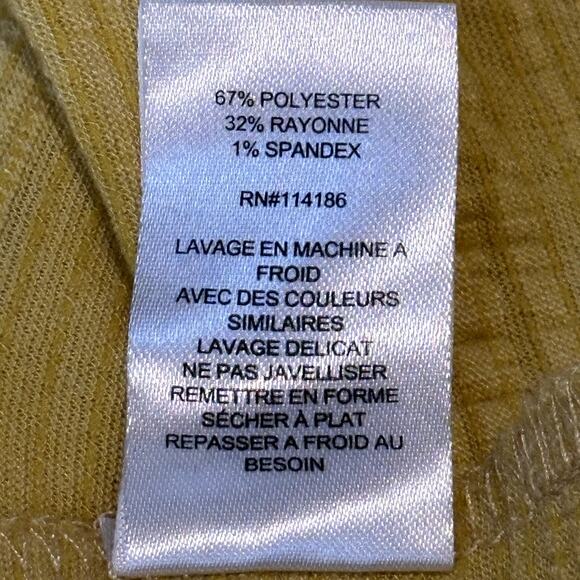 67% POLYESTER
32% RAYONNE
1% SPANDEX
RN#114186
LAVAGE EN MACHINE A
FROID
AVEC DES COULEURS
SIMILAIRES
LAVAGE DELICAT
NE PAS JAVELLISER
REMETTRE EN FORME
SÉCHER À PLAT
REPASSER A FROID AU
BESOIN